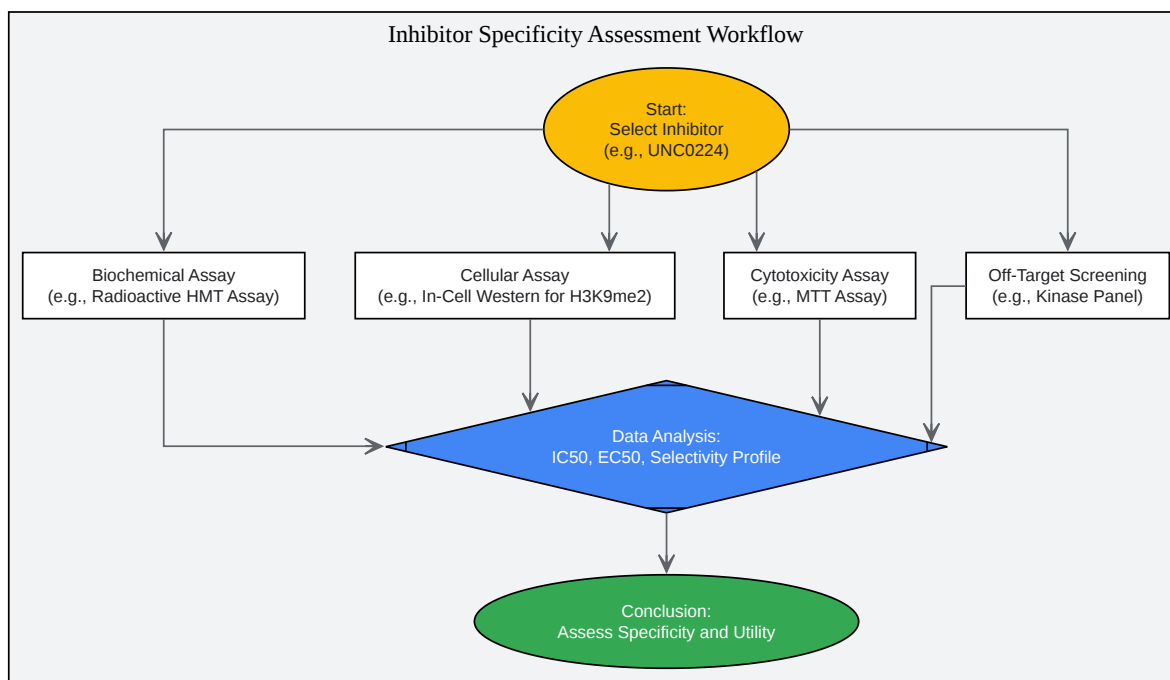 Inhibitor Specificity Assessment Workflow
Start:
Select Inhibitor
(e.g., UNC0224)
Biochemical Assay
(e.g., Radioactive HMT Assay)
Cellular Assay
(e.g., In-Cell Western for H3K9me2)
Cytotoxicity Assay
(e.g., MTT Assay)
Off-Target Screening
(e.g., Kinase Panel)
Data Analysis:
IC50, EC50, Selectivity Profile
Conclusion:
Assess Specificity and Utility